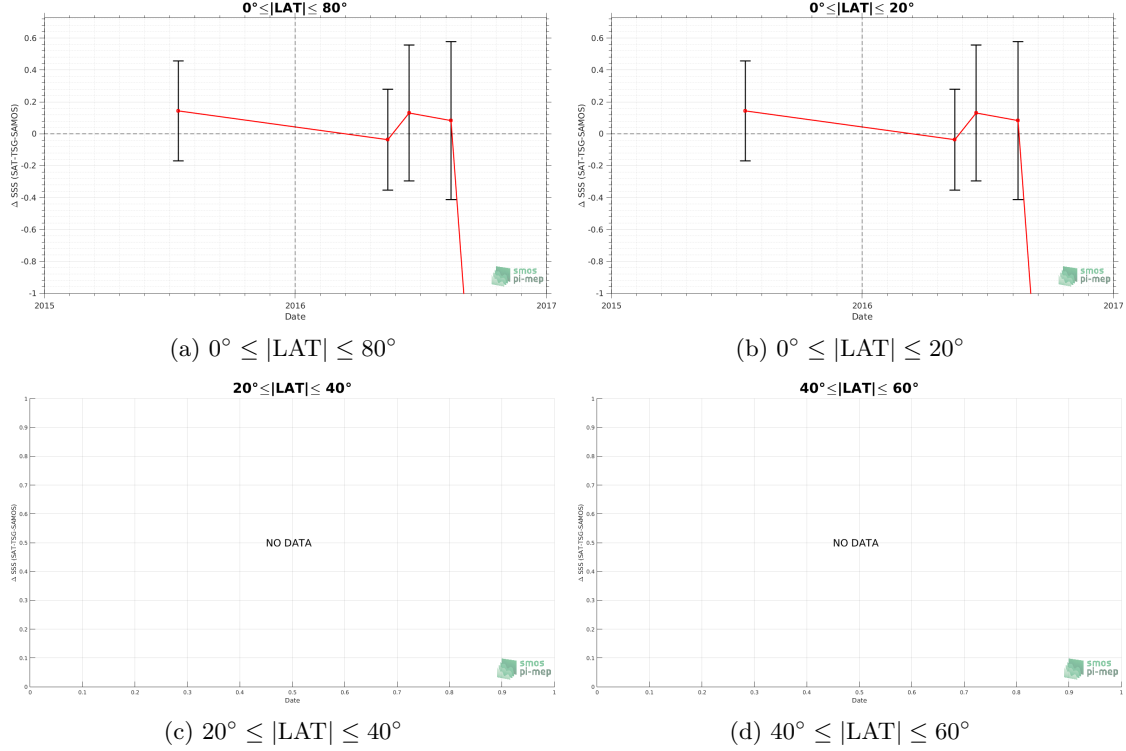 0°≤|LAT|≤ 80°
Δ SSS (SAT-TSG-SAMOS)
0.6
0.4
0.2
0
-0.2
-0.4
-0.6
-0.8
-1
2015
2016
2017
Date
smos
pi-mep
(a) 0° ≤ |LAT| ≤ 80°
0°≤|LAT|≤ 20°
Δ SSS (SAT-TSG-SAMOS)
0.6
0.4
0.2
0
-0.2
-0.4
-0.6
-0.8
-1
2015
2016
2017
Date
smos
pi-mep
(b) 0° ≤ |LAT| ≤ 20°
20°≤|LAT|≤ 40°
Δ SSS (SAT-TSG-SAMOS)
1
0.9
0.8
0.7
0.6
0.5
0.4
0.3
0.2
0.1
0
NO DATA
0 0.1 0.2 0.3 0.4 0.5 0.6 0.7 0.8 0.9 1
Date
smos
pi-mep
(c) 20° ≤ |LAT| ≤ 40°
40°≤|LAT|≤ 60°
Δ SSS (SAT-TSG-SAMOS)
1
0.9
0.8
0.7
0.6
0.5
0.4
0.3
0.2
0.1
0
NO DATA
0 0.1 0.2 0.3 0.4 0.5 0.6 0.7 0.8 0.9 1
Date
smos
pi-mep
(d) 40° ≤ |LAT| ≤ 60°